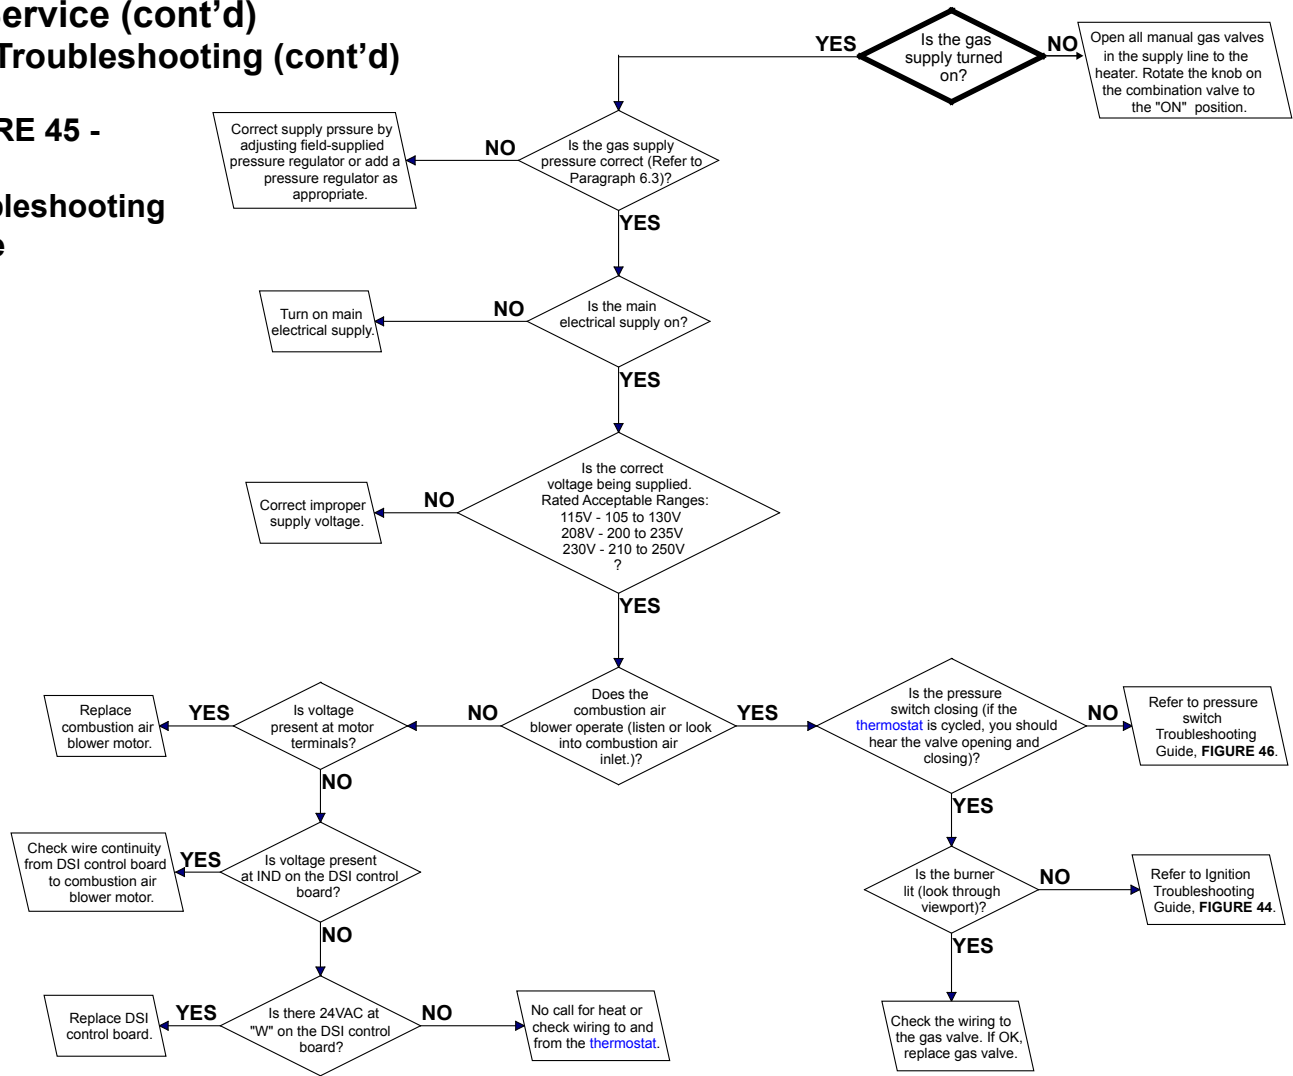 Service (cont'd)
Troubleshooting (cont'd)
RE 45 -
bleshooting
e
YES
Is the gas
supply turned
on?
NO
Open all manual gas valves
in the supply line to the
heater. Rotate the knob on
the combination valve to
the "ON" position.
Correct supply prssure by
adjusting field-supplied
pressure regulator or add a
pressure regulator as
appropriate.
NO
Is the gas supply
pressure correct (Refer to
Paragraph 6.3)?
YES
Turn on main
electrical supply.
NO
Is the main
electrical supply on?
YES
Correct improper
supply voltage.
NO
Is the correct
voltage being supplied.
Rated Acceptable Ranges:
115V - 105 to 130V
208V - 200 to 235V
230V - 210 to 250V
?
YES
Replace
combustion air
blower motor.
YES
Is voltage
present at motor
terminals?
NO
Does the
combustion air
blower operate (listen or look
into combustion air
inlet.)?
YES
Is the pressure
switch closing (if the
thermostat is cycled, you should
hear the valve opening and
closing)?
NO
Refer to pressure
switch
Troubleshooting
Guide, FIGURE 46.
NO
YES
Check wire continuity
from DSI control board
to combustion air
blower motor.
YES
Is voltage present
at IND on the DSI control
board?
Is the burner
lit (look through
viewport)?
NO
Refer to Ignition
Troubleshooting
Guide, FIGURE 44.
NO
YES
Replace DSI
control board.
YES
Is there 24VAC at
"W" on the DSI control
board?
NO
No call for heat or
check wiring to and
from the thermostat.
Check the wiring to
the gas valve. If OK,
replace gas valve.